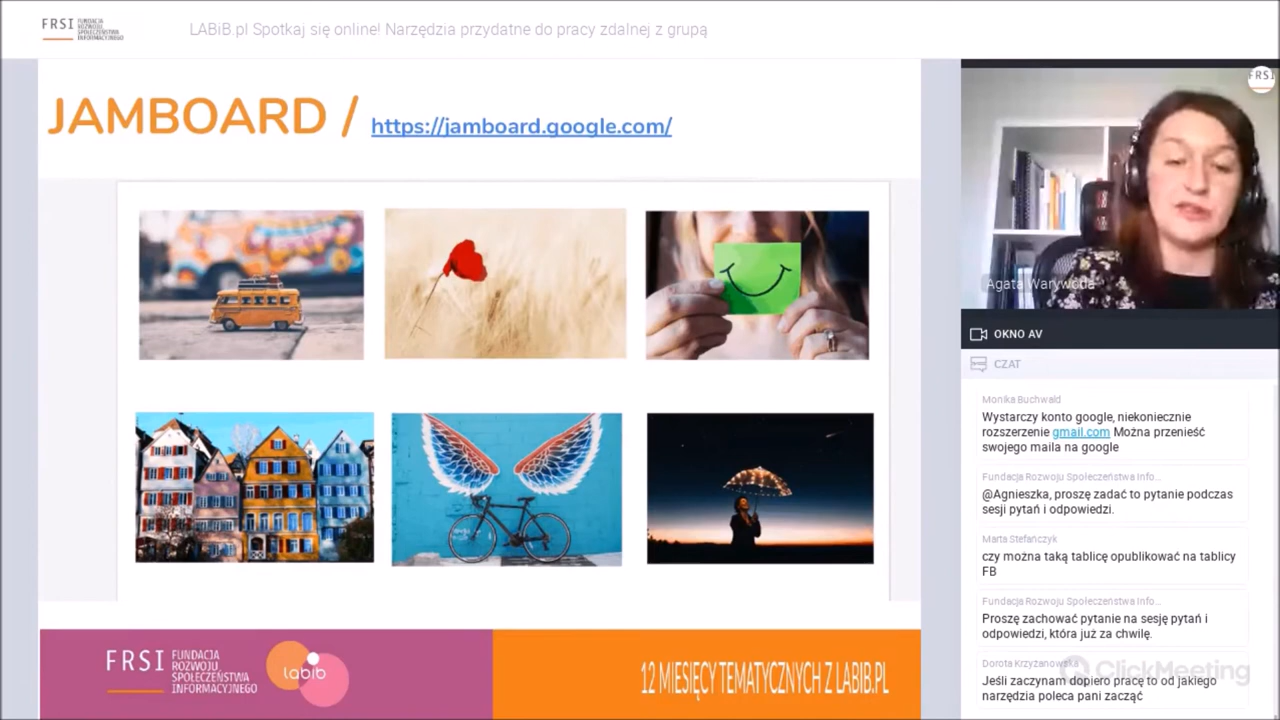 FRSI
FUNDACJA
ROZWOJU
SPOŁECZEŃSTWA
INFORMACYJNEGO
LABiB.pl Spotkaj się online! Narzędzia przydatne do pracy zdalnej z grupą
JAMBOARD / https://jamboard.google.com/
FRSI
FUNDACJA
ROZWOJU
SPOŁECZEŃSTWA
INFORMACYJNEGO
labib
12 MIESIĘCY TEMATYCZNYCH Z LABIB.PL
FRSI
Agata Warywoda
OKNO AV
CZAT
Monika Buchwald
Wystarczy konto google, niekoniecznie
rozszerzenie gmail.com Można przenieść
swojego maila na google
Fundacja Rozwoju Społeczeństwa Info...
@Agnieszka, proszę zadać to pytanie podczas
sesji pytań i odpowiedzi.
Marta Stefańczyk
czy można taką tablicę opublikować na tablicy
FB
Fundacja Rozwoju Społeczeństwa Info...
Proszę zachować pytanie na sesję pytań i
odpowiedzi, która już za chwilę.
Dorota Krzyżanowska
ClickMeeting
Jeśli zaczynam dopiero pracę to od jakiego
narzędzia poleca pani zacząć